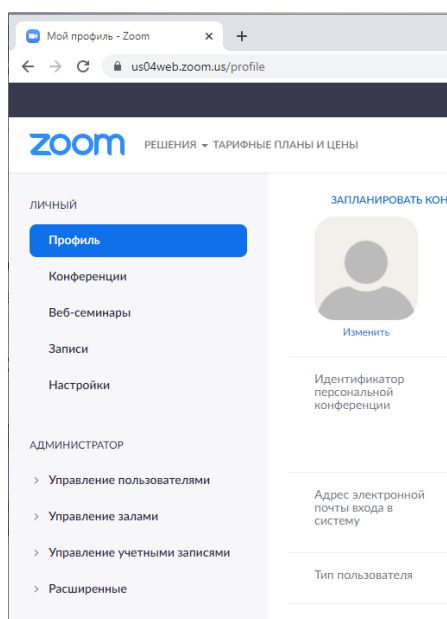 Мой профиль - Zoom
us04web.zoom.us/profile
zoom
РЕШЕНИЯ ТАРИФНЫЕ ПЛАНЫ И ЦЕНЫ
ЛИЧНЫЙ
Профиль
Конференции
Веб-семинары
Записи
Настройки
АДМИНИСТРАТОР
Управление пользователями
Управление залами
Управление учетными записями
Расширенные
ЗАПЛАНИРОВАТЬ КОН
Изменить
Идентификатор
персональной
конференции
Адрес электронной
почты входа в
систему
Тип пользователя